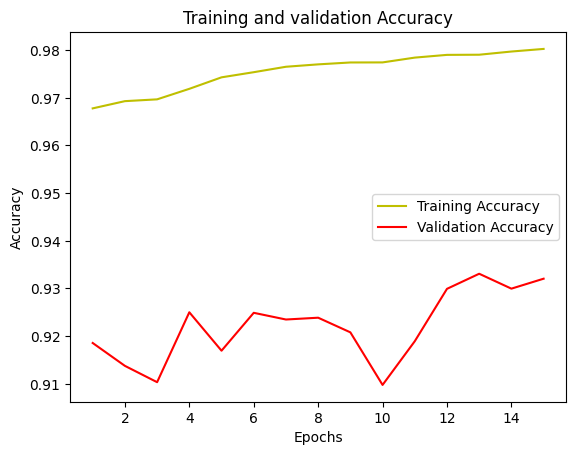 Training and validation Accuracy
0.98
0.97
0.96
0.95
0.94
0.93
0.92
0.91
Accuracy
Training Accuracy
Validation Accuracy
2 4 6 8 10 12 14
Epochs